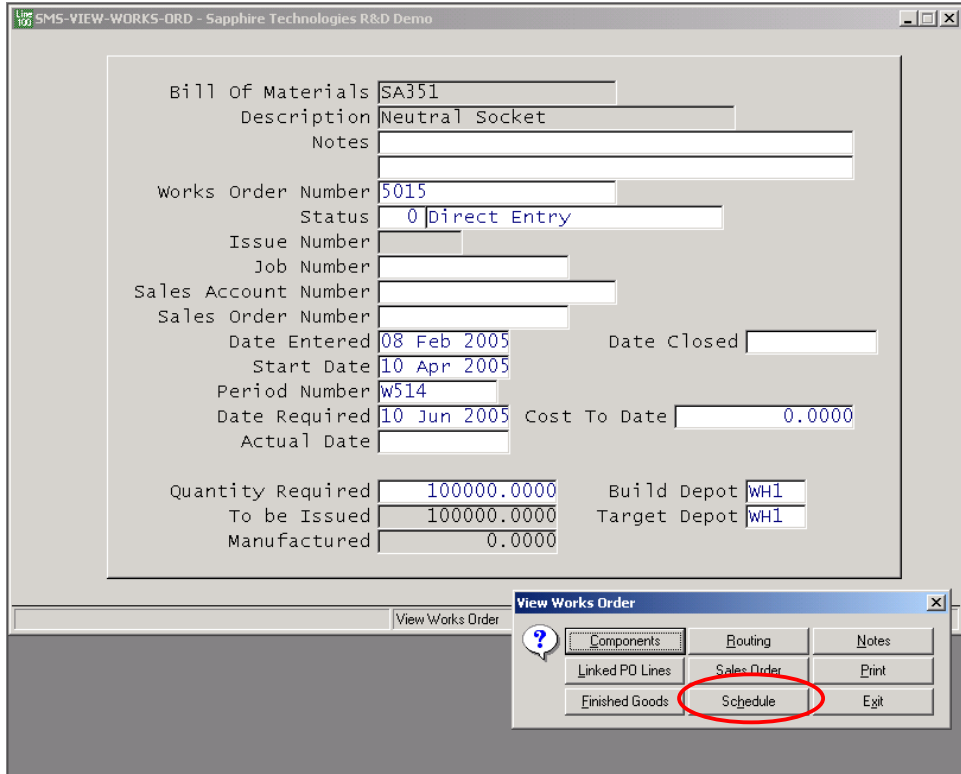 Line 100 SMS-VIEW-WORKS-ORD - Sapphire Technologies R&D Demo
Bill Of Materials SA351
Description Neutral Socket
Notes
Works Order Number 5015
Status 0 Direct Entry
Issue Number
Job Number
Sales Account Number
Sales Order Number
Date Entered 08 Feb 2005 Date Closed
Start Date 10 Apr 2005
Period Number W514
Date Required 10 Jun 2005 Cost To Date 0.0000
Actual Date
Quantity Required 100000.0000 Build Depot WH1
To be Issued 100000.0000 Target Depot WH1
Manufactured 0.0000
View Works Order
View Works Order
Components Routing Notes
Linked PO Lines Sales Order Print
Finished Goods Schedule Exit